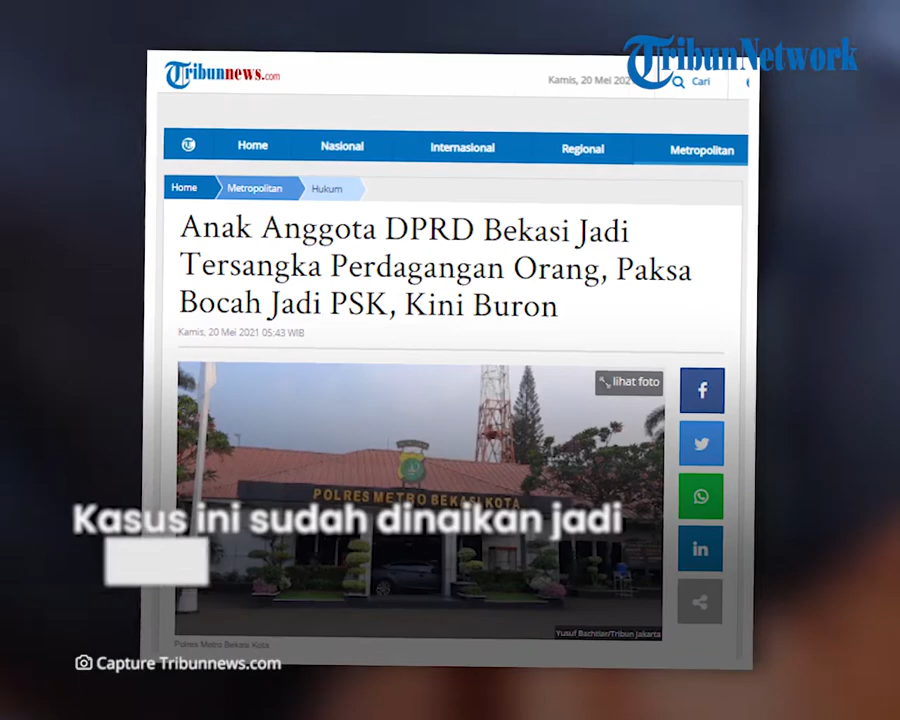 TribunNetwork
Tribunnews.com
Kamis, 20 Mei 202
Cari
Home
Nasional
Internasional
Regional
Metropolitan
Home
Metropolitan
Hukum
Anak Anggota DPRD Bekasi Jadi
Tersangka Perdagangan Orang, Paksa
Bocah Jadi PSK, Kini Buron
Kamis, 20 Mei 2021 05:43 WIB
lihat foto
POLRES METRO BEKASI KOTA
Kasus ini sudah dinaikan jadi
Yusuf Bachtiar/Tribun Jakarta
Polres Metro Bekasi Kota
Capture Tribunnews.com